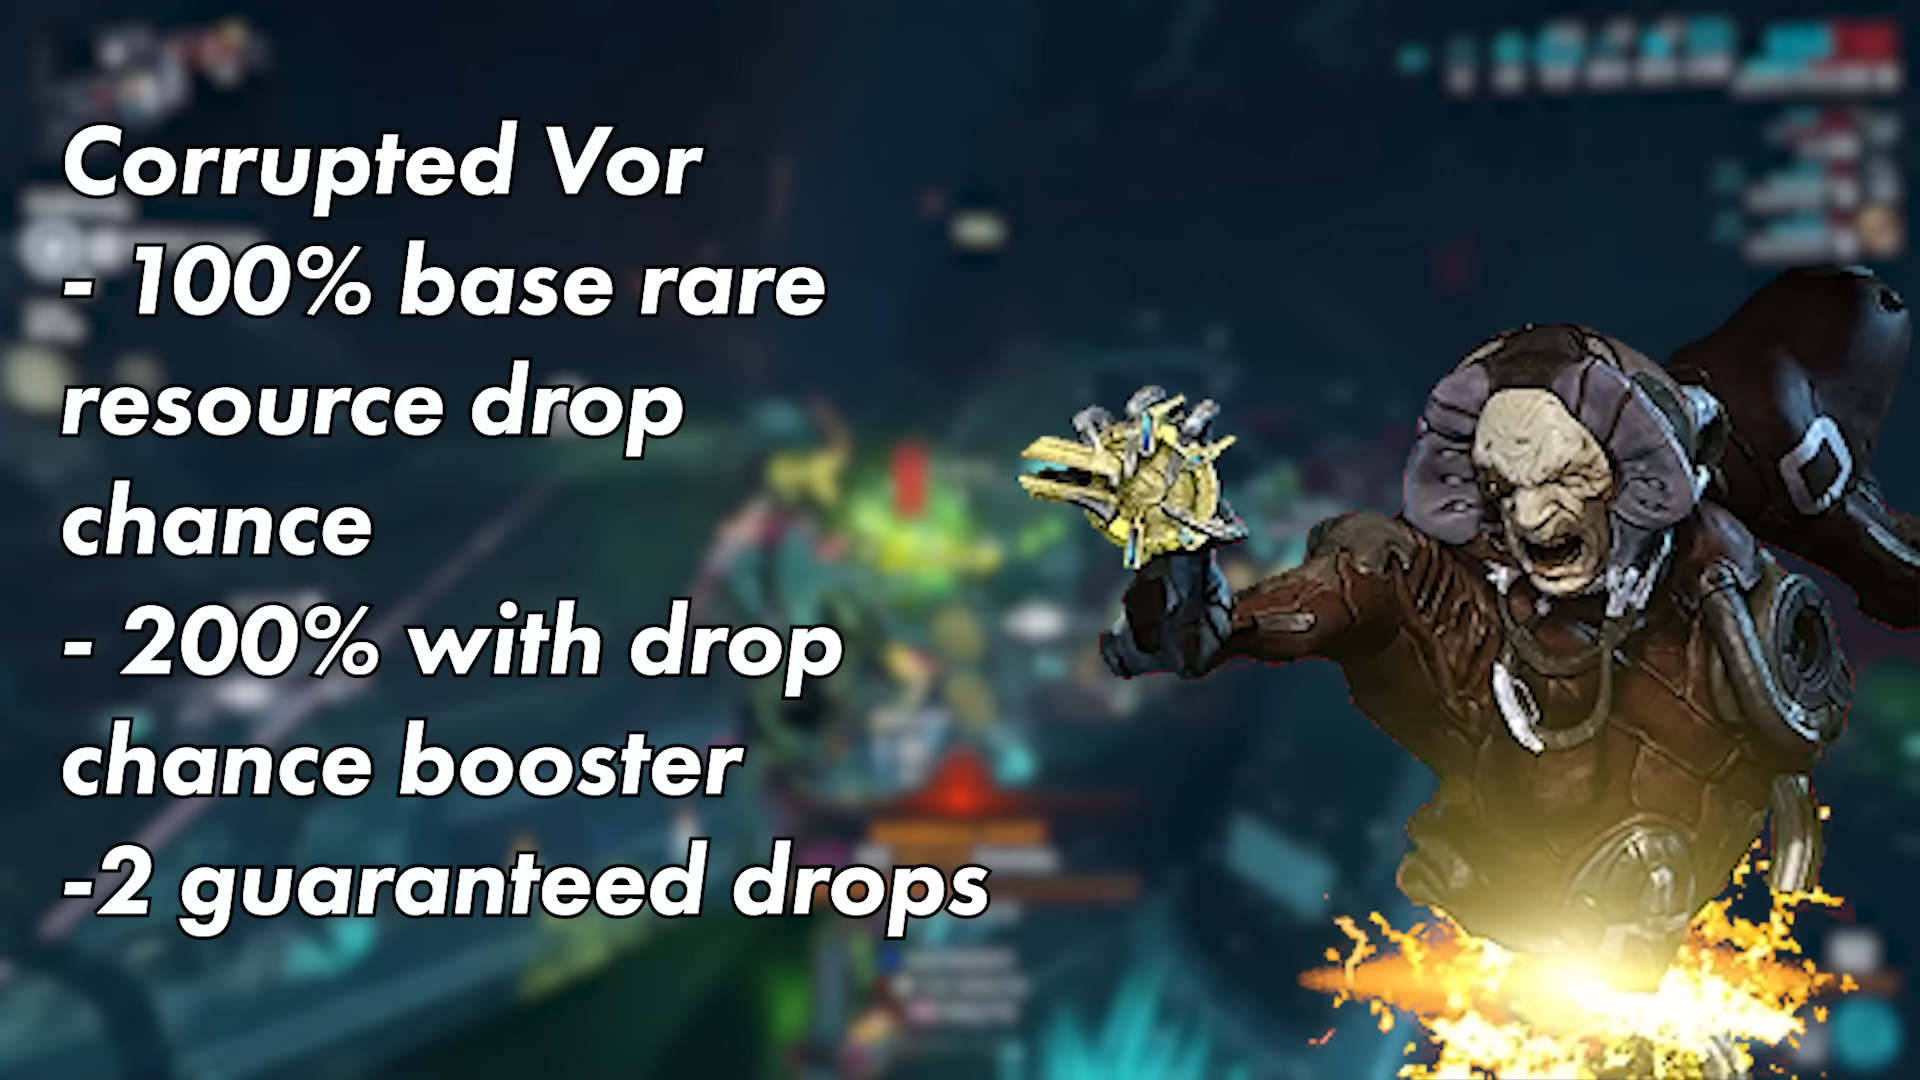 Corrupted Vor
- 100% base rare
resource drop
chance
- 200% with drop
chance booster
-2 guaranteed drops